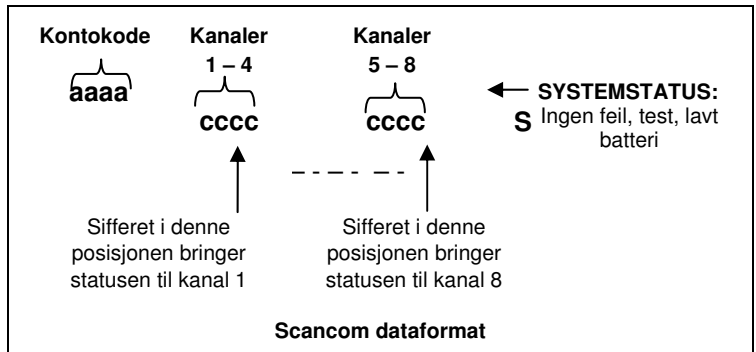 Kontokode
aaaa
Kanaler
1 – 4
cccc
Kanaler
5 – 8
cccc
SYSTEMSTATUS:
S Ingen feil, test, lavt
batteri
Sifferet i denne
posisjonen bringer
statusen til kanal 1
Sifferet i denne
posisjonen bringer
statusen til kanal 8
Scancom dataformat